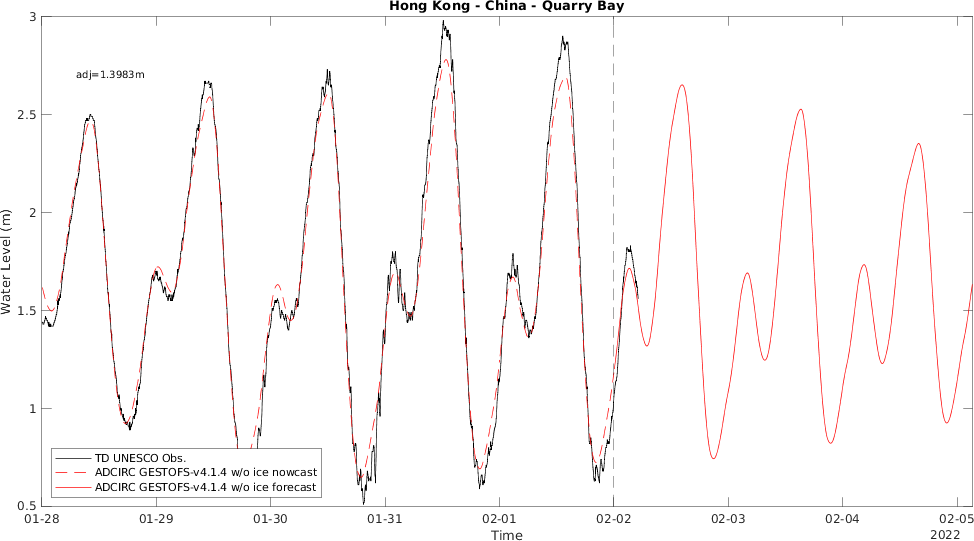 Hong Kong - China - Quarry Bay
3
adj=1.3983m
2.5
2
Water Level (m)
1.5
1
TD UNESCO Obs.
ADCIRC GESTOFS-v4.1.4 w/o ice nowcast
ADCIRC GESTOFS-v4.1.4 w/o ice forecast
0.5
01-28 01-29 01-30 01-31 02-01 02-02 02-03 02-04 02-05
Time 2022